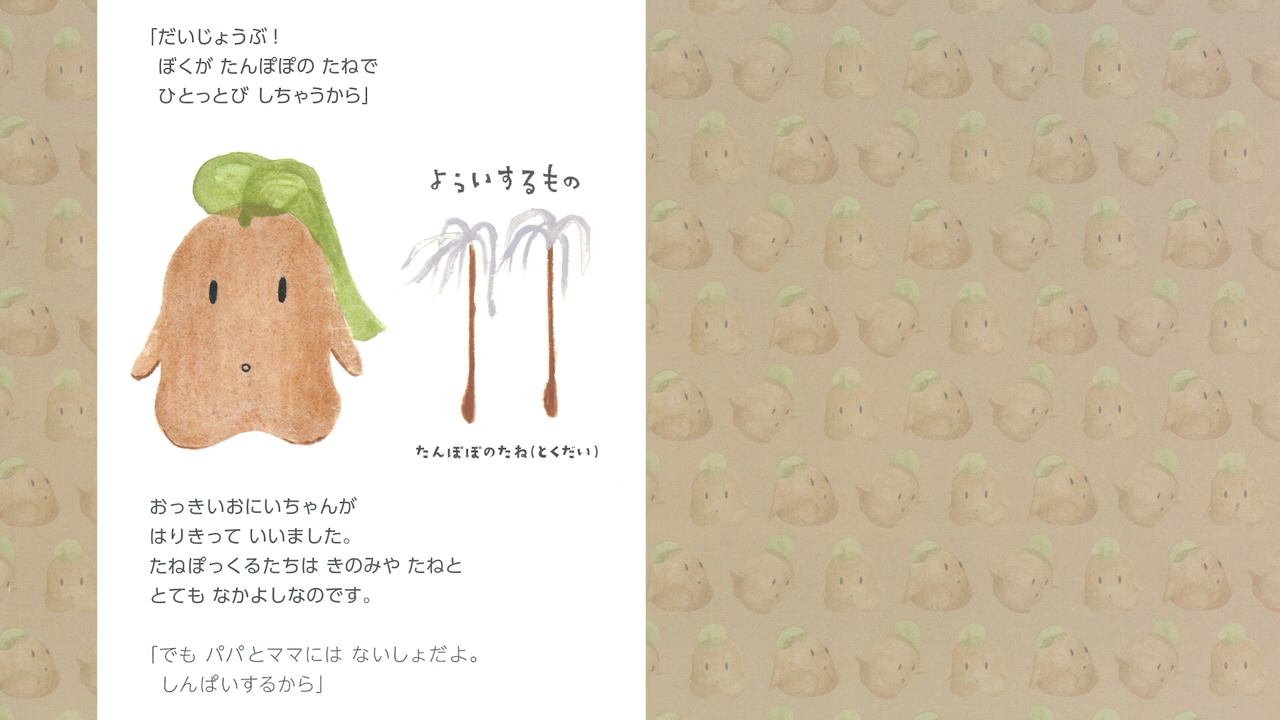 「だいじょうぶ！
ぼくが たんぽぽの たねで
ひとっとび しちゃうから」
よういするもの
たんぽぽのたね(とくだい)
おっきいおにいちゃんが
はりきって いいました。
たねぽっくるたちは きのみや たねと
とても なかよしなのです。
「でも パパとママには ないしょだよ。
しんぱいするから」